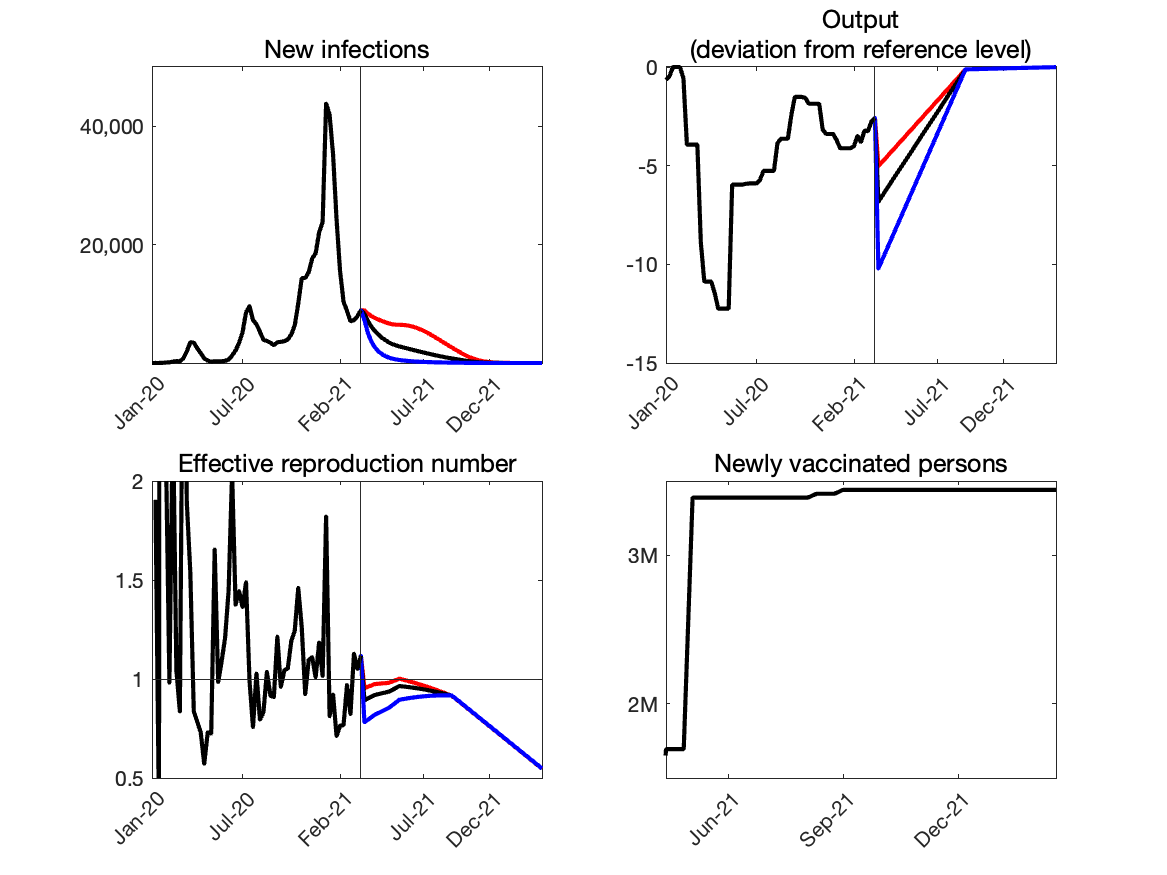 New infections
40,000
20,000
Jan-20
Jul-20
Feb-21
Jul-21
Dec-21
Output
(deviation from reference level)
0
-5
-10
-15
Jan-20
Jul-20
Feb-21
Jul-21
Dec-21
Effective reproduction number
2
1.5
1
0.5
Jan-20
Jul-20
Feb-21
Jul-21
Dec-21
Newly vaccinated persons
3M
2M
Jun-21
Sep-21
Dec-21